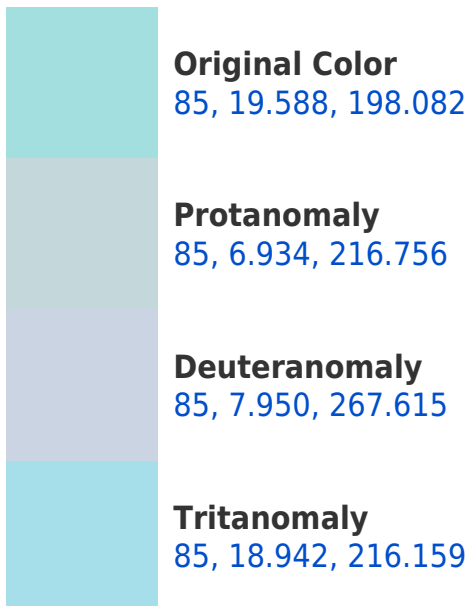 Original Color
85, 19.588, 198.082
Protanomaly
85, 6.934, 216.756
Deuteranomaly
85, 7.950, 267.615
Tritanomaly
85, 18.942, 216.159